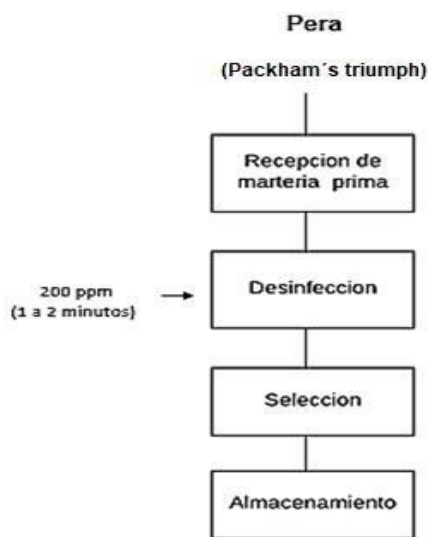 Pera
(Packham´s triumph)
Recepcion de
marteria prima
200 ppm
(1 a 2 minutos)
Desinfeccion
Seleccion
Almacenamiento